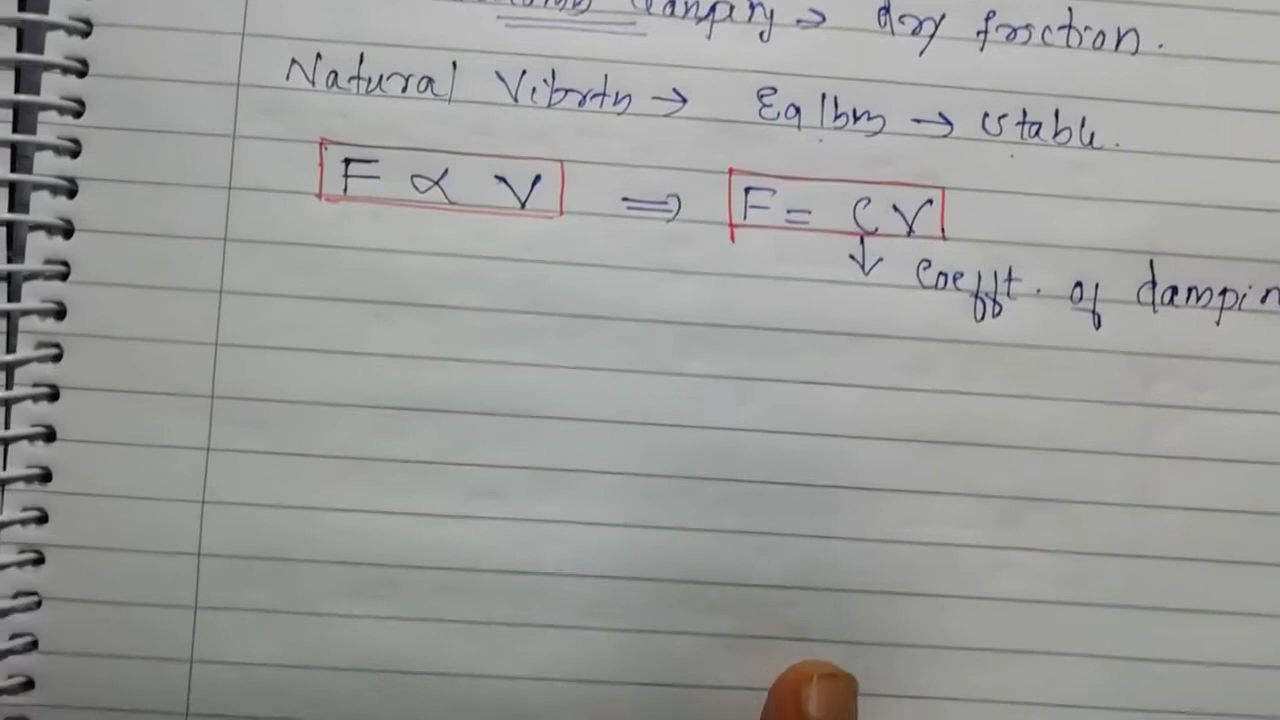 damping → dry friction.
Natural Vibrtn → Eqlbm → stable.
F ∝ V ⇒ F = CV
↓ Coefft. of dampin